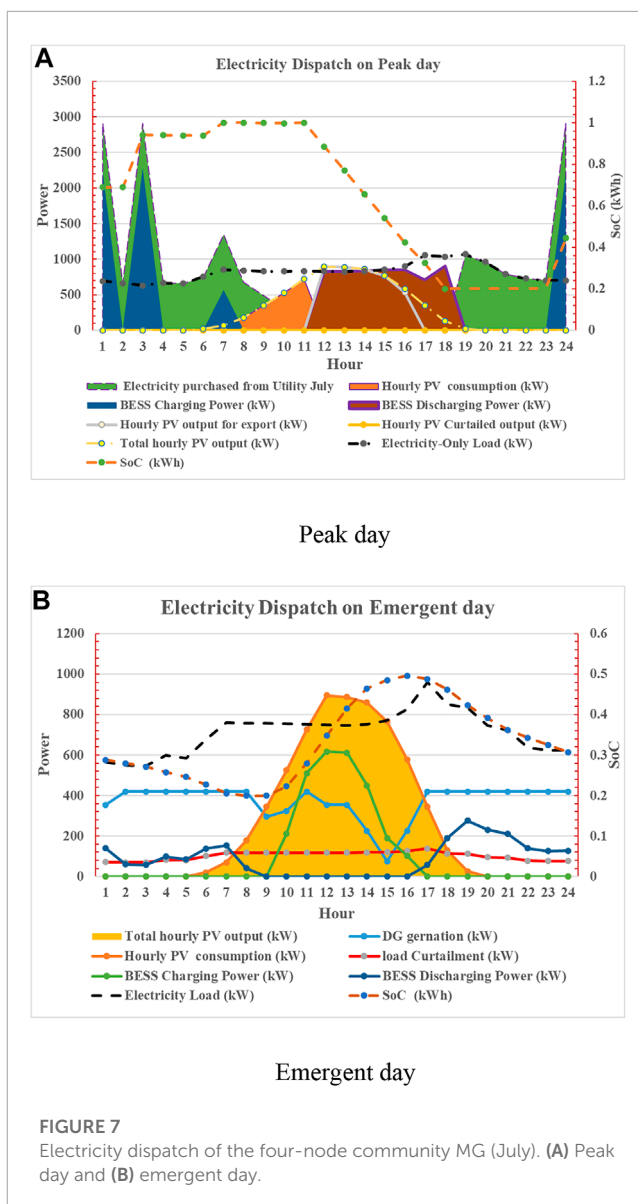 A
Electricity Dispatch on Peak day
3500
3000
2500
2000
1500
1000
500
0
Power
1.2
1
0.8
0.6
0.4
0.2
0
SoC (kWh)
1 2 3 4 5 6 7 8 9 10 11 12 13 14 15 16 17 18 19 20 21 22 23 24
Hour
Electricity purchased from Utility July Hourly PV consumption (kW)
BESS Charging Power (kW) BESS Discharging Power (kW)
Hourly PV output for export (kW) Hourly PV Curtailed output (kW)
Total hourly PV output (kW) Electricity-Only Load (kW)
SoC (kWh)
Peak day
B
Electricity Dispatch on Emergent day
1200
1000
800
600
400
200
0
Power
0.6
0.5
0.4
0.3
0.2
0.1
0
SoC
1 2 3 4 5 6 7 8 9 10 11 12 13 14 15 16 17 18 19 20 21 22 23 24
Hour
Total hourly PV output (kW) DG gernation (kW)
Hourly PV consumption (kW) load Curtailment (kW)
BESS Charging Power (kW) BESS Discharging Power (kW)
Electricity Load (kW) SoC (kWh)
Emergent day
FIGURE 7
Electricity dispatch of the four-node community MG (July). (A) Peak
day and (B) emergent day.